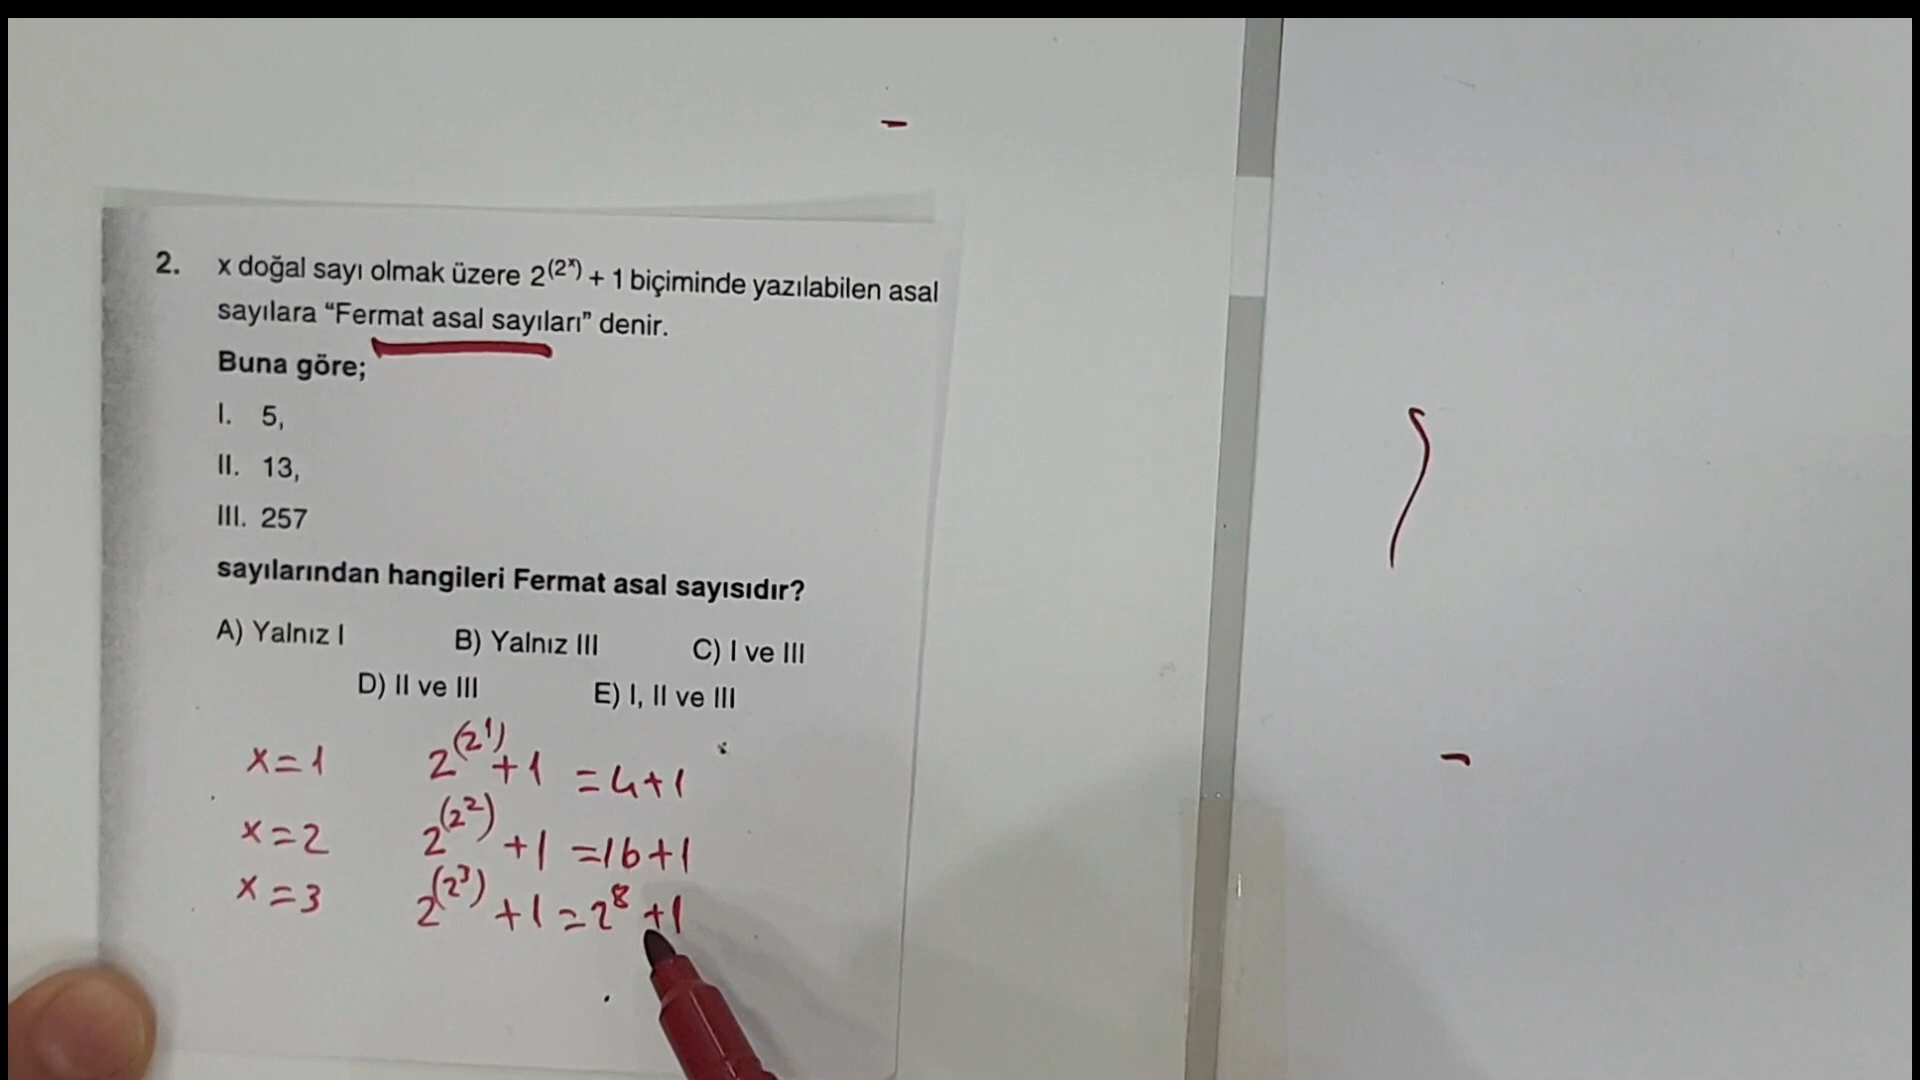 2. x doğal sayı olmak üzere 2^(2^x) + 1 biçiminde yazılabilen asal
sayılara “Fermat asal sayıları” denir.
Buna göre;
I. 5,
II. 13,
III. 257
sayılarından hangileri Fermat asal sayısıdır?
A) Yalnız I B) Yalnız III C) I ve III
D) II ve III E) I, II ve III
x=1 2^(2^1)+1 =4+1
x=2 2^(2^2) +1 =16+1
x=3 2^(2^3) +1=2^8+1